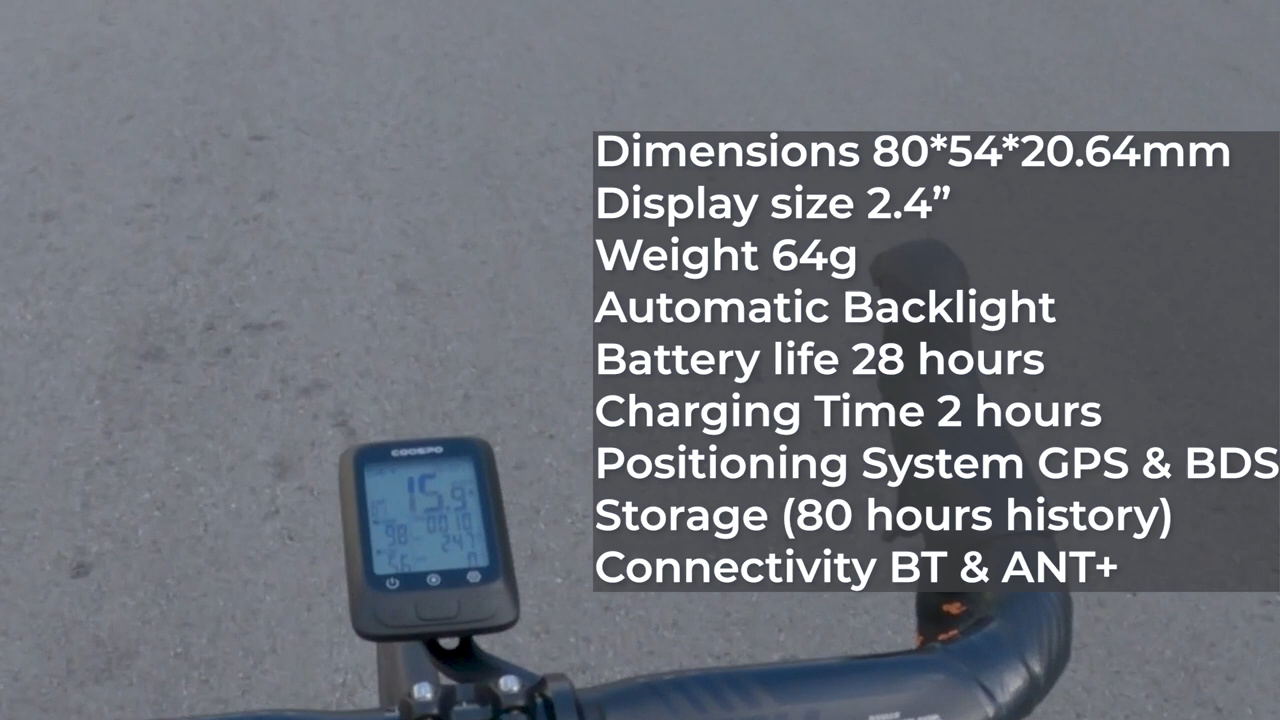 Dimensions 80*54*20.64mm
Display size 2.4”
Weight 64g
Automatic Backlight
Battery life 28 hours
Charging Time 2 hours
Positioning System GPS & BDS
Storage (80 hours history)
Connectivity BT & ANT+
COOSPO
15.9